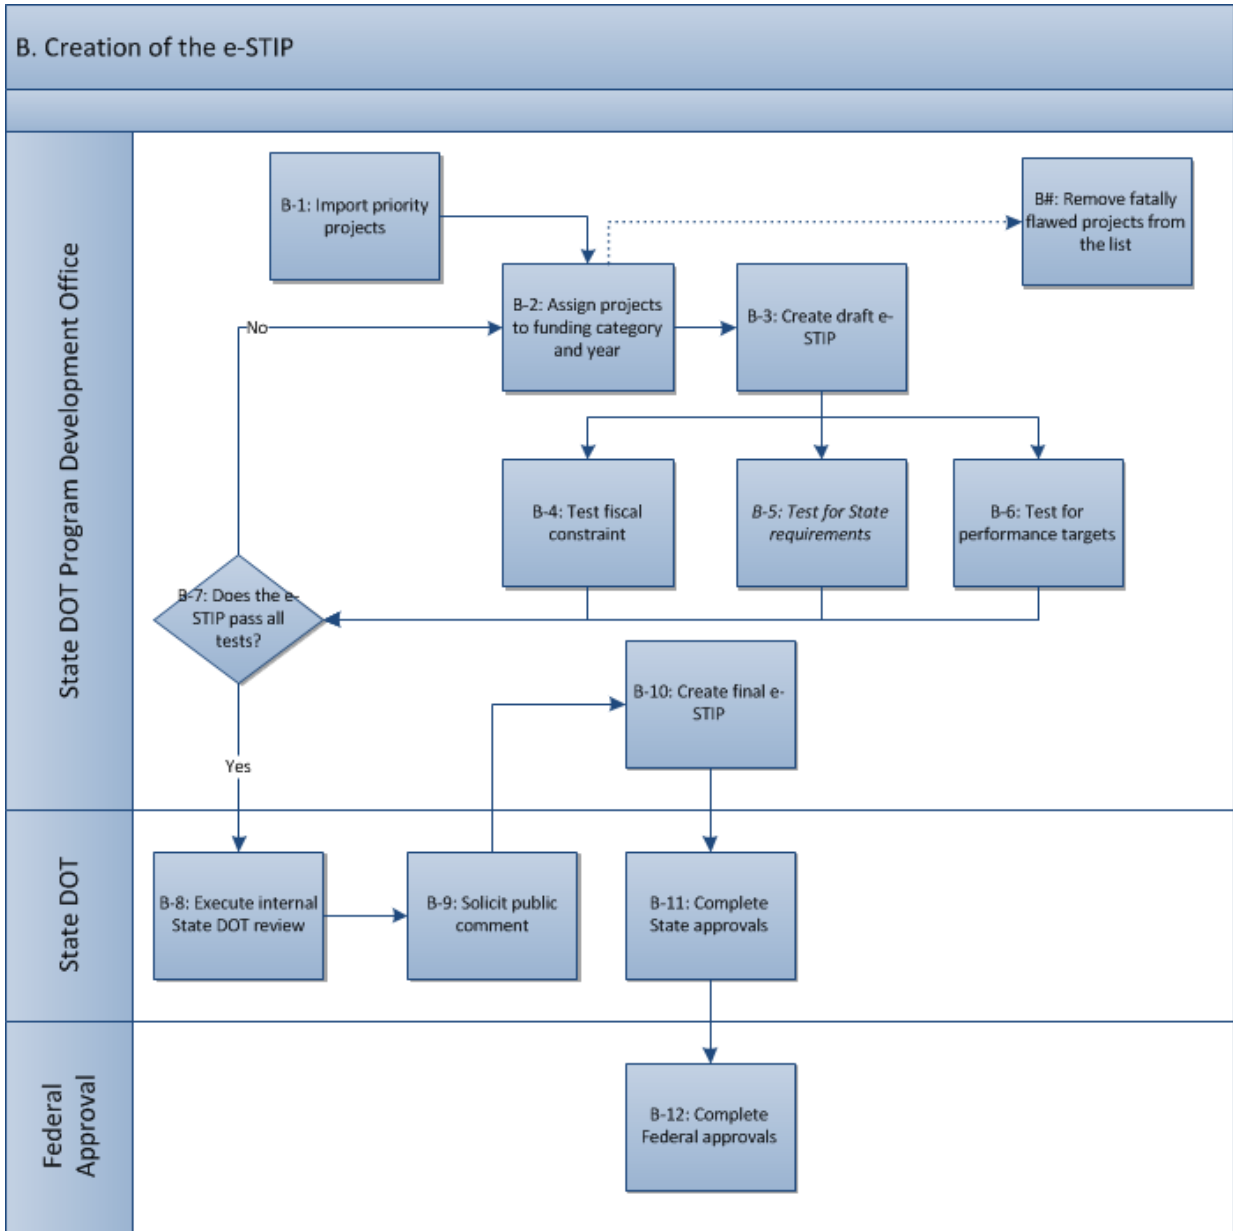 B. Creation of the e-STIP
State DOT Program Development Office
B-1: Import priority
projects
B#: Remove fatally
flawed projects from
the list
B-2: Assign projects
to funding category
and year
B-3: Create draft e-
STIP
No
B-4: Test fiscal
constraint
B-5: Test for State
requirements
B-6: Test for
performance targets
B-7: Does the e-
STIP pass all
tests?
B-10: Create final e-
STIP
Yes
State DOT
B-8: Execute internal
State DOT review
B-9: Solicit public
comment
B-11: Complete
State approvals
Federal
Approval
B-12: Complete
Federal approvals